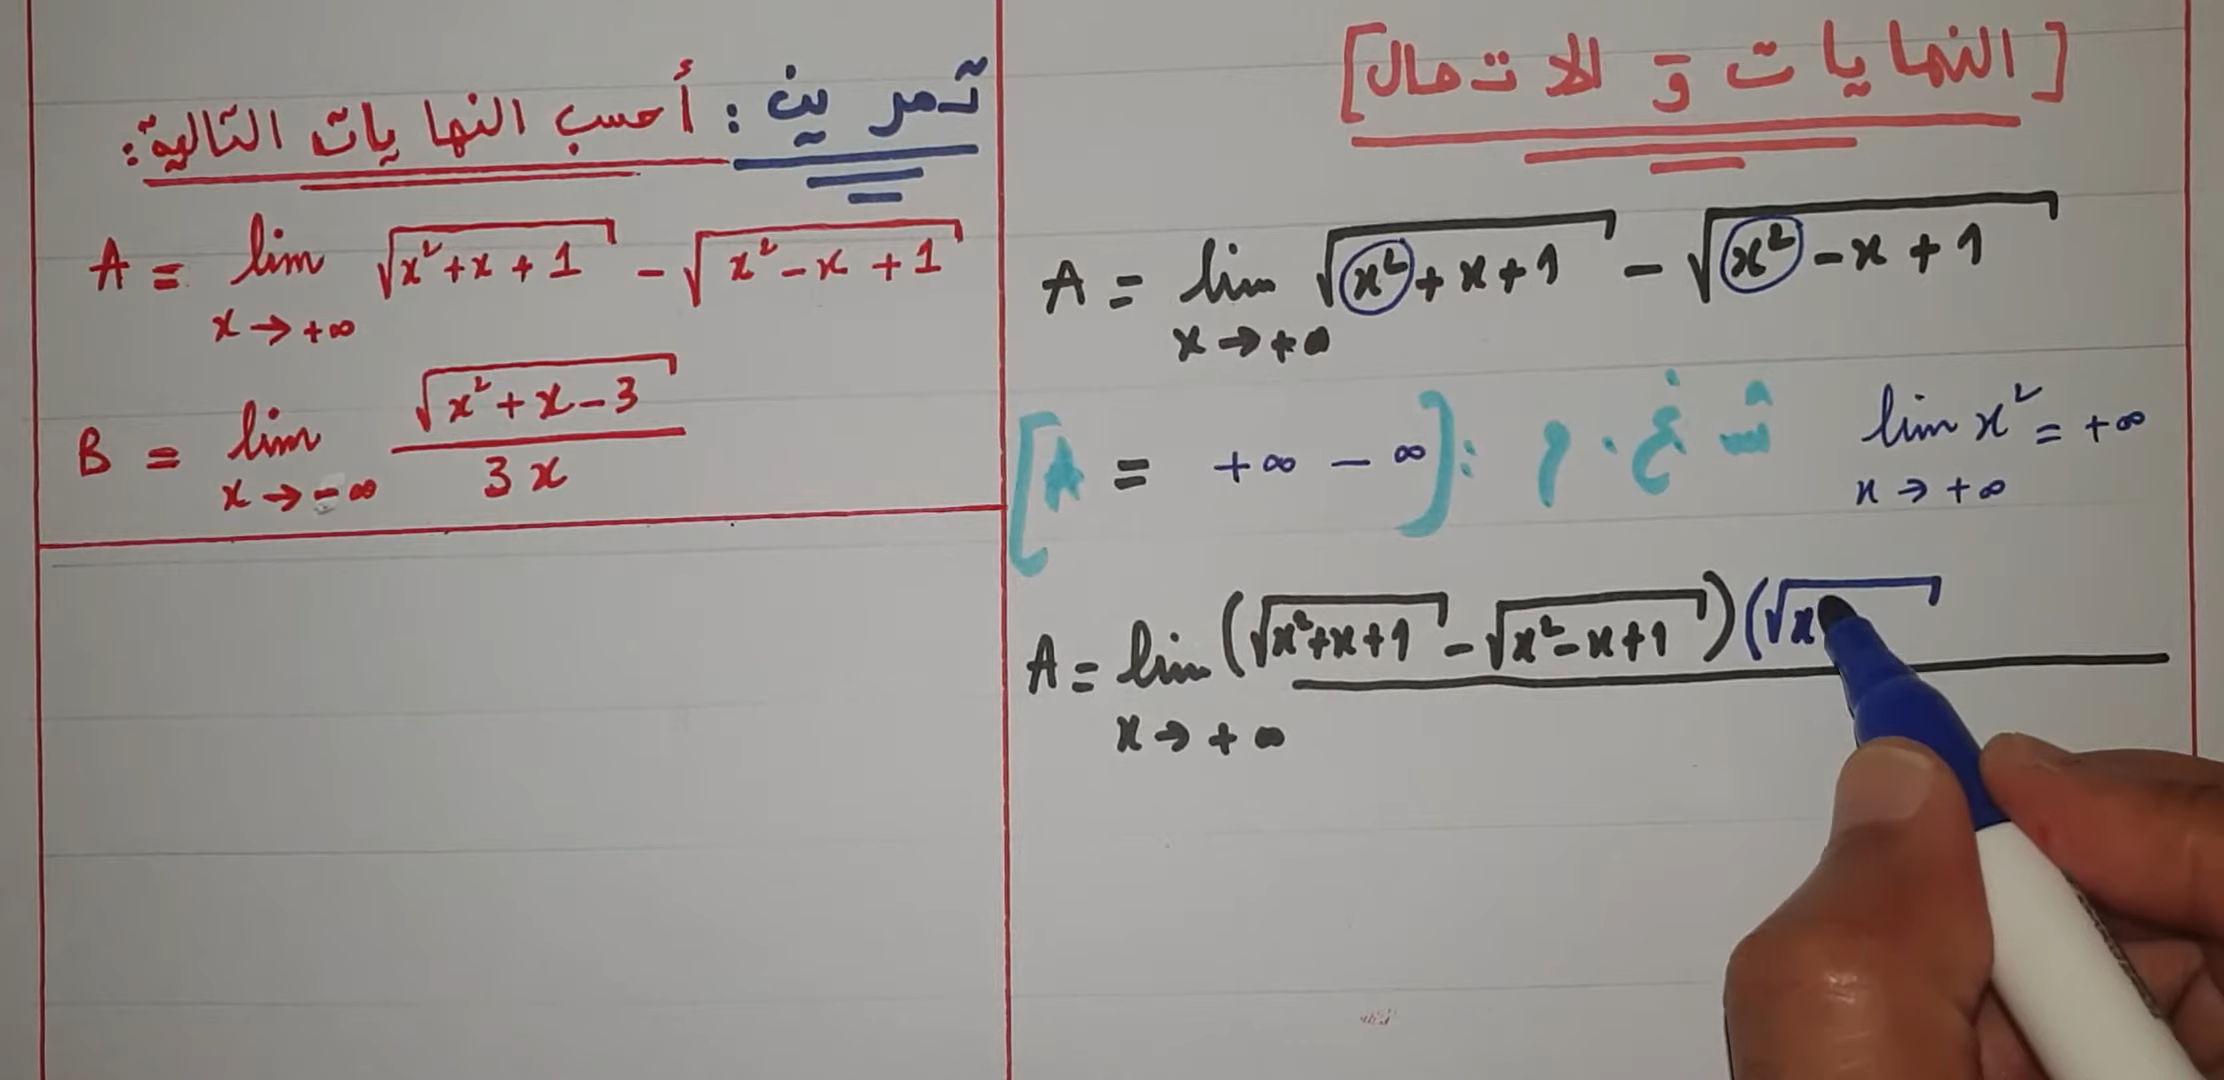 [النهايات و الاتصال]
تمرين: أحسب النهايات التالية:
A = lim √(x²+x+1) - √(x²-x+1)
x → +∞
B = lim √(x²+x-3) / 3x
x → -∞
A = lim √(x²+x+1) - √(x²-x+1)
x → +∞
[A = +∞ - ∞] : ش.غ.م
lim x² = +∞
x → +∞
A = lim (√(x²+x+1) - √(x²-x+1))(√x
x → +∞